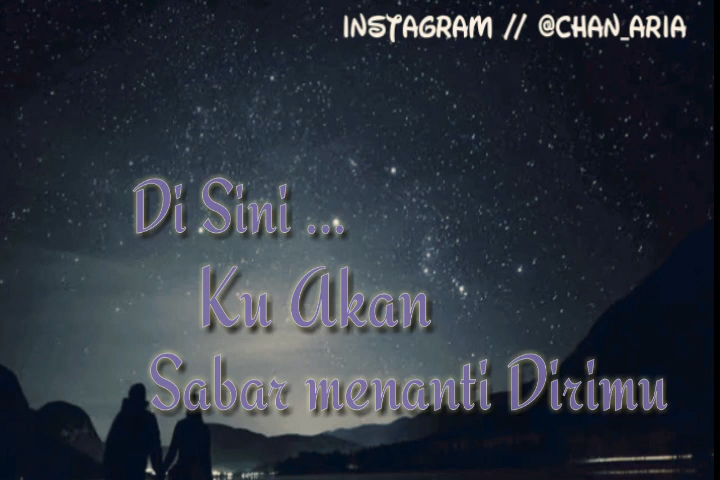 INSTAGRAM // @CHAN_ARIA
Di Sini ...
Ku Akan
Sabar menanti Dirimu